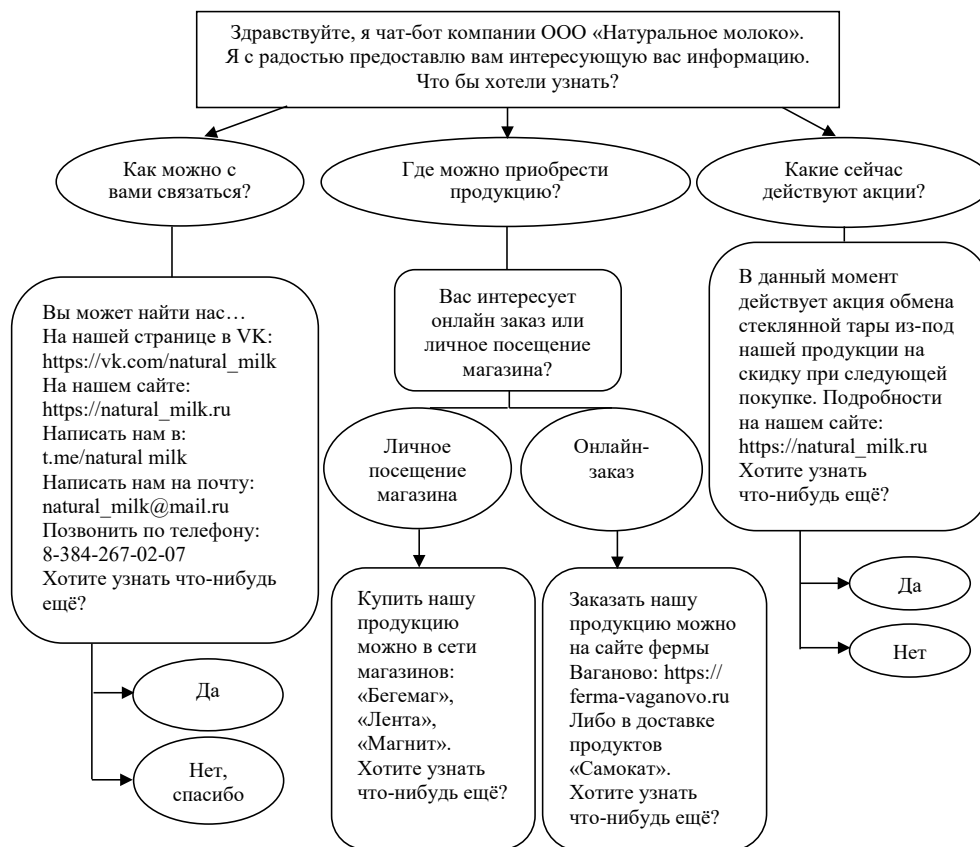 Здравствуйте, я чат-бот компании ООО «Натуральное молоко».
Я с радостью предоставлю вам интересующую вас информацию.
Что бы хотели узнать?
Как можно с
вами связаться?
Где можно приобрести
продукцию?
Какие сейчас
действуют акции?
Вы может найти нас…
На нашей странице в VK:
https://vk.com/natural_milk
На нашем сайте:
https://natural_milk.ru
Написать нам в:
t.me/natural milk
Написать нам на почту:
natural_milk@mail.ru
Позвонить по телефону:
8-384-267-02-07
Хотите узнать что-нибудь
ещё?
Да
Нет,
спасибо
Вас интересует
онлайн заказ или
личное посещение
магазина?
Личное
посещение
магазина
Онлайн-
заказ
Купить нашу
продукцию
можно в сети
магазинов:
«Бегемаг»,
«Лента»,
«Магнит».
Хотите узнать
что-нибудь ещё?
Заказать нашу
продукцию можно
на сайте фермы
Ваганово: https://
ferma-vaganovo.ru
Либо в доставке
продуктов
«Самокат».
Хотите узнать
что-нибудь ещё?
В данный момент
действует акция обмена
стеклянной тары из-под
нашей продукции на
скидку при следующей
покупке. Подробности
на нашем сайте:
https://natural_milk.ru
Хотите узнать
что-нибудь ещё?
Да
Нет